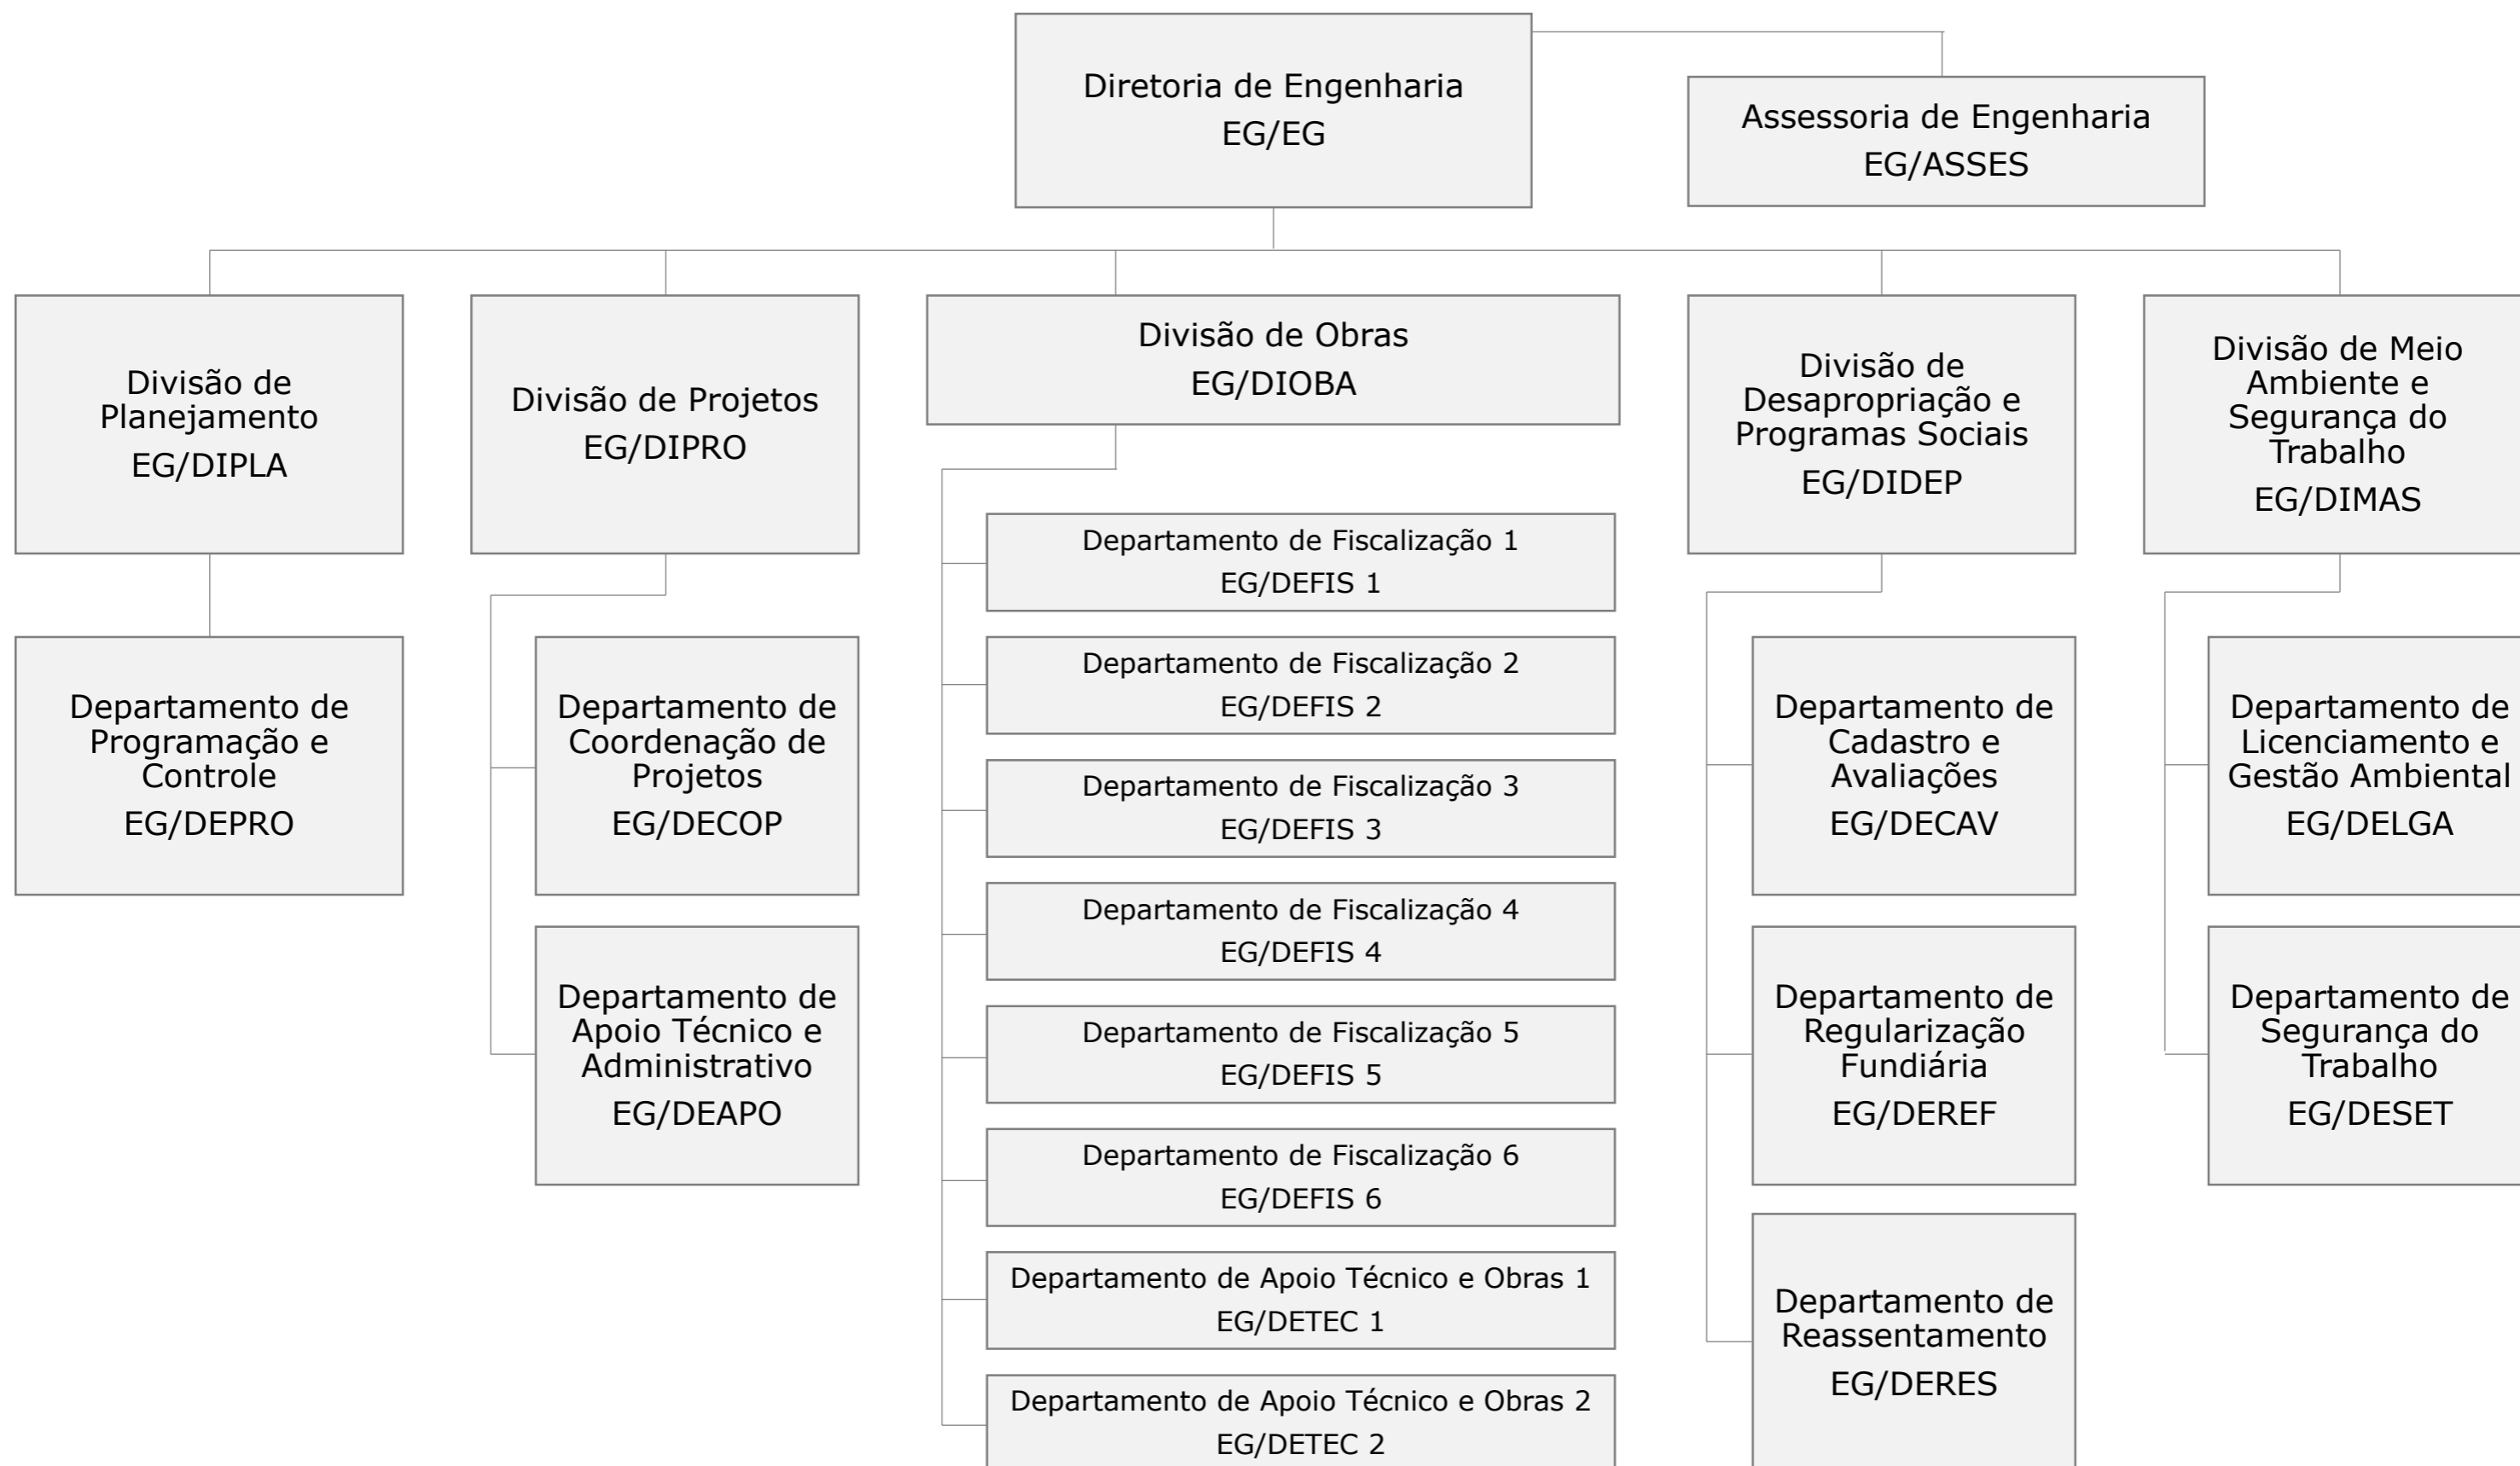 Diretoria de Engenharia
EG/EG
Assessoria de Engenharia
EG/ASSES
Divisão de
Planejamento
EG/DIPLA
Divisão de Projetos
EG/DIPRO
Divisão de Obras
EG/DIOBA
Divisão de
Desapropriação e
Programas Sociais
EG/DIDEP
Divisão de Meio
Ambiente e
Segurança do
Trabalho
EG/DIMAS
Departamento de
Programação e
Controle
EG/DEPRO
Departamento de
Coordenação de
Projetos
EG/DECOP
Departamento de
Apoio Técnico e
Administrativo
EG/DEAPO
Departamento de Fiscalização 1
EG/DEFIS 1
Departamento de Fiscalização 2
EG/DEFIS 2
Departamento de Fiscalização 3
EG/DEFIS 3
Departamento de Fiscalização 4
EG/DEFIS 4
Departamento de Fiscalização 5
EG/DEFIS 5
Departamento de Fiscalização 6
EG/DEFIS 6
Departamento de Apoio Técnico e Obras 1
EG/DETEC 1
Departamento de Apoio Técnico e Obras 2
EG/DETEC 2
Departamento de
Cadastro e
Avaliações
EG/DECAV
Departamento de
Regularização
Fundiária
EG/DEREF
Departamento de
Reassentamento
EG/DERES
Departamento de
Licenciamento e
Gestão Ambiental
EG/DELGA
Departamento de
Segurança do
Trabalho
EG/DESET